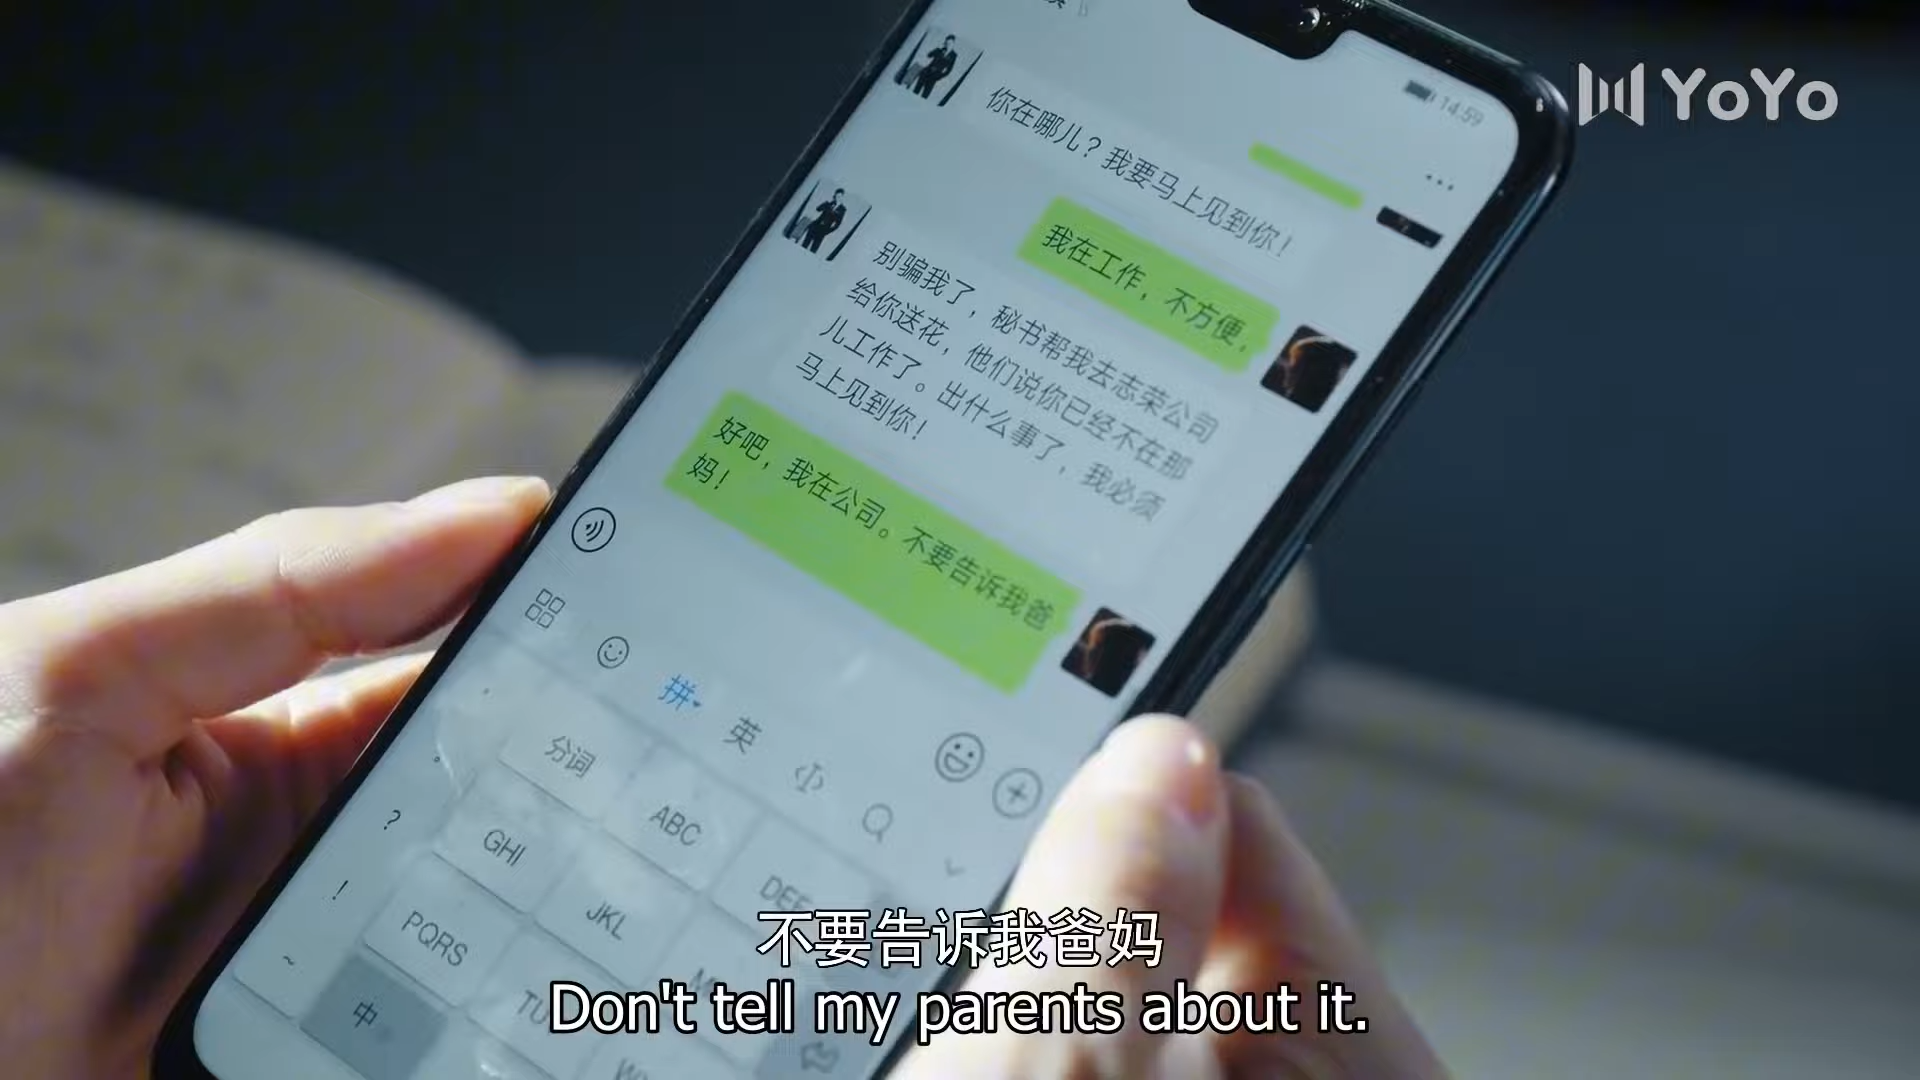 YoYo
14:59
你在哪儿？我要马上见到你！
我在工作，不方便，
别骗我了，秘书帮我去志荣公司
给你送花，他们说你已经不在那
儿工作了。出什么事了，我必须
马上见到你！
好吧，我在公司。不要告诉我爸
妈！
拼
英
分词
ABC
?
GHI
JKL
!
PQRS
~
中
不要告诉我爸妈
Don't tell my parents about it.